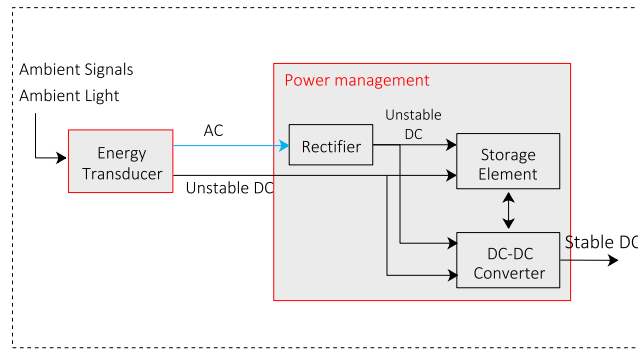 Ambient Signals
Ambient Light
Power management
Unstable
DC
AC
Rectifier
Energy
Transducer
Storage
Element
Unstable DC
Stable DC
DC-DC
Converter